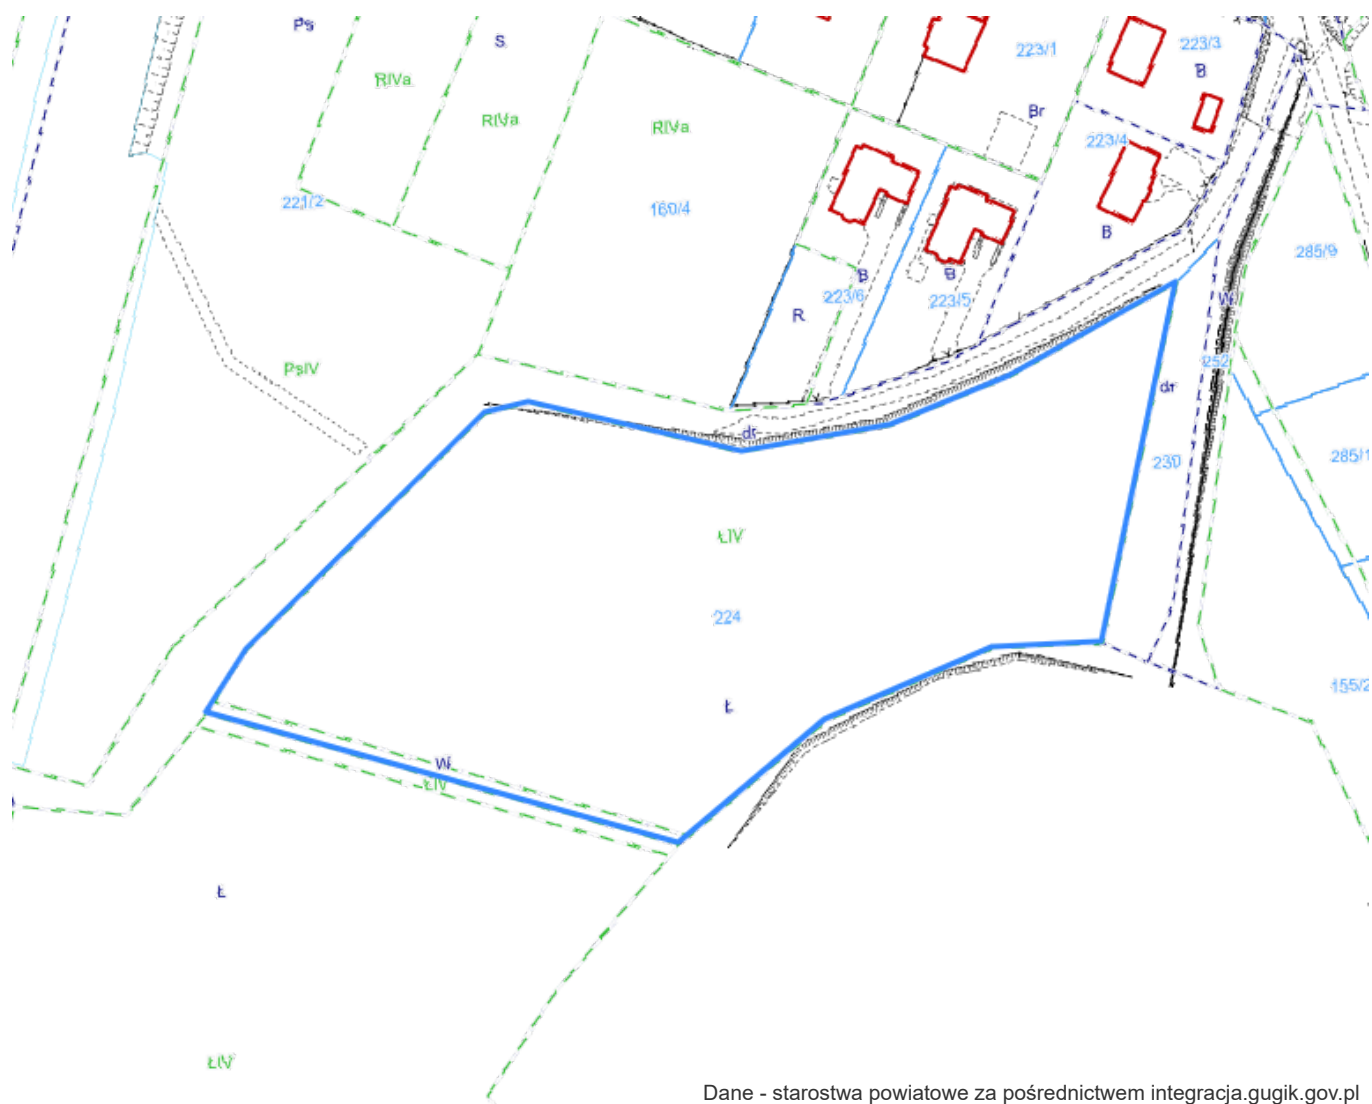 Ps
S
223/1
223/3
B
RIVa
RIVa
RIVa
Br
223/4
221/2
160/4
B
285/9
B
B
223/6
223/5
R
W
252
PsIV
dr
dr
230
285/1
ŁIV
224
155/2
Ł
W
ŁIV
Ł
ŁIV
Dane - starostwa powiatowe za pośrednictwem integracja.gugik.gov.pl